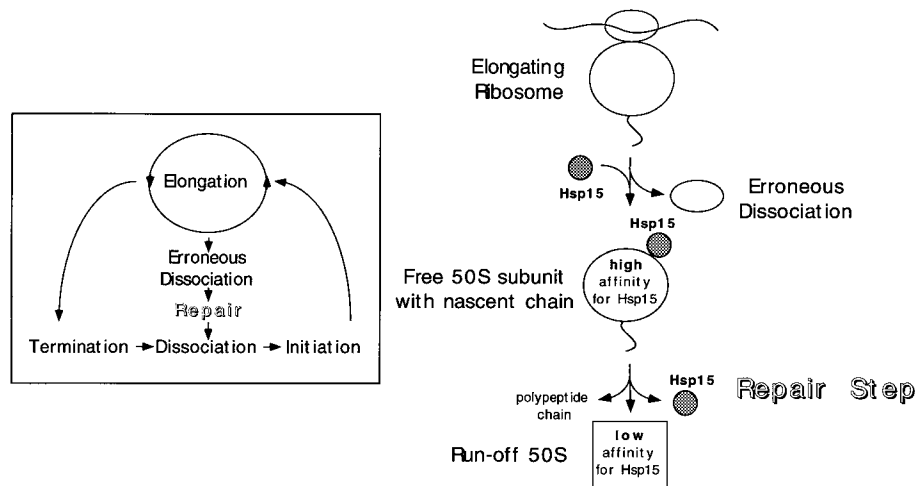 Elongation
Erroneous
Dissociation
Repair
Termination
Dissociation
Initiation
Elongating
Ribosome
Hsp15
Erroneous
Dissociation
Hsp15
Free 50S subunit
with nascent chain
high
affinity
for Hsp15
polypeptide
chain
Hsp15
Repair Step
Run-off 50S
low
affinity
for Hsp15